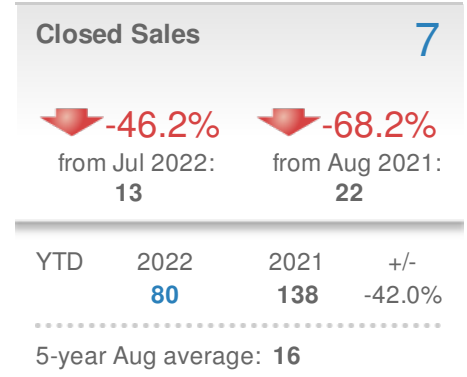 Closed Sales 7
-46.2% -68.2%
from Jul 2022: from Aug 2021:
13 22
YTD 2022 2021 +/-
80 138 -42.0%
5-year Aug average: 16